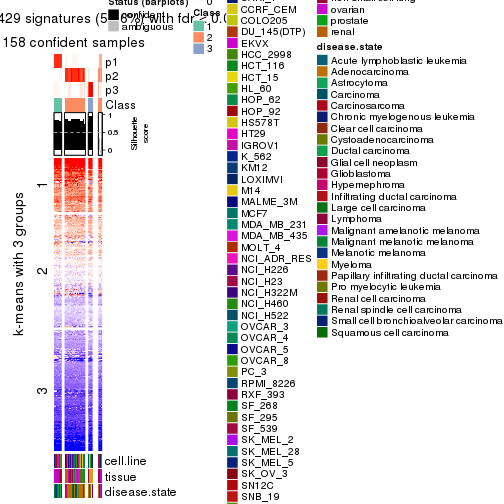 Status (barplots)
confident
ambiguous
Class
0
1
2
3
158 confident samples
p1
p2
p3
Class
1
0.5
0
Silhouette
score
k-means with 3 groups
1
2
3
cell.line
tissue
disease.state
CCRF_CEM
COLO205
DU_145(DTP)
EKVX
HCC_2998
HCT_116
HCT_15
HL_60
HOP_62
HOP_92
HS578T
HT29
IGROV1
K_562
KM12
LOXIMVI
M14
MALME_3M
MCF7
MDA_MB_231
MDA_MB_435
MOLT_4
NCI_ADR_RES
NCI_H226
NCI_H23
NCI_H322M
NCI_H460
NCI_H522
OVCAR_3
OVCAR_4
OVCAR_5
OVCAR_8
PC_3
RPMI_8226
RXF_393
SF_268
SF_295
SF_539
SK_MEL_2
SK_MEL_28
SK_MEL_5
SK_OV_3
SN12C
SNB_19
ovarian
prostate
renal
disease.state
Acute lymphoblastic leukemia
Adenocarcinoma
Astrocytoma
Carcinoma
Carcinosarcoma
Chronic myelogenous leukemia
Clear cell carcinoma
Cystoadenocarcinoma
Ductal carcinoma
Glial cell neoplasm
Glioblastoma
Hypernephroma
Infiltrating ductal carcinoma
Large cell carcinoma
Lymphoma
Malignant amelanotic melanoma
Malignant melanotic melanoma
Melanotic melanoma
Myeloma
Papillary infiltrating ductal carcinoma
Pro myelocytic leukemia
Renal cell carcinoma
Renal spindle cell carcinoma
Small cell bronchioalveolar carcinoma
Squamous cell carcinoma